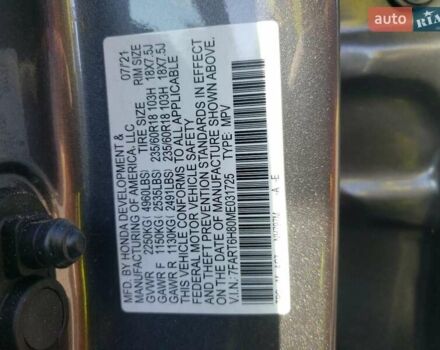 auto
RIA
MFD. BY HONDA DEVELOPMENT & 07/21
MANUFACTURING OF AMERICA, LLC
TIRE SIZE RIM SIZE
GVWR 2250KG( 4960LBS)
GAWR F 1150KG( 2535LBS) 235/60R18 103H 18X7.5J
GAWR R 1130KG( 2491LBS) 235/60R18 103H 18X7.5J
THIS VEHICLE CONFORMS TO ALL APPLICABLE
FEDERAL MOTOR VEHICLE SAFETY
AND THEFT PREVENTION STANDARDS IN EFFECT
ON THE DATE OF MANUFACTURE SHOWN ABOVE.
V.I.N.: 7FART6H80ME031725 TYPE: MPV